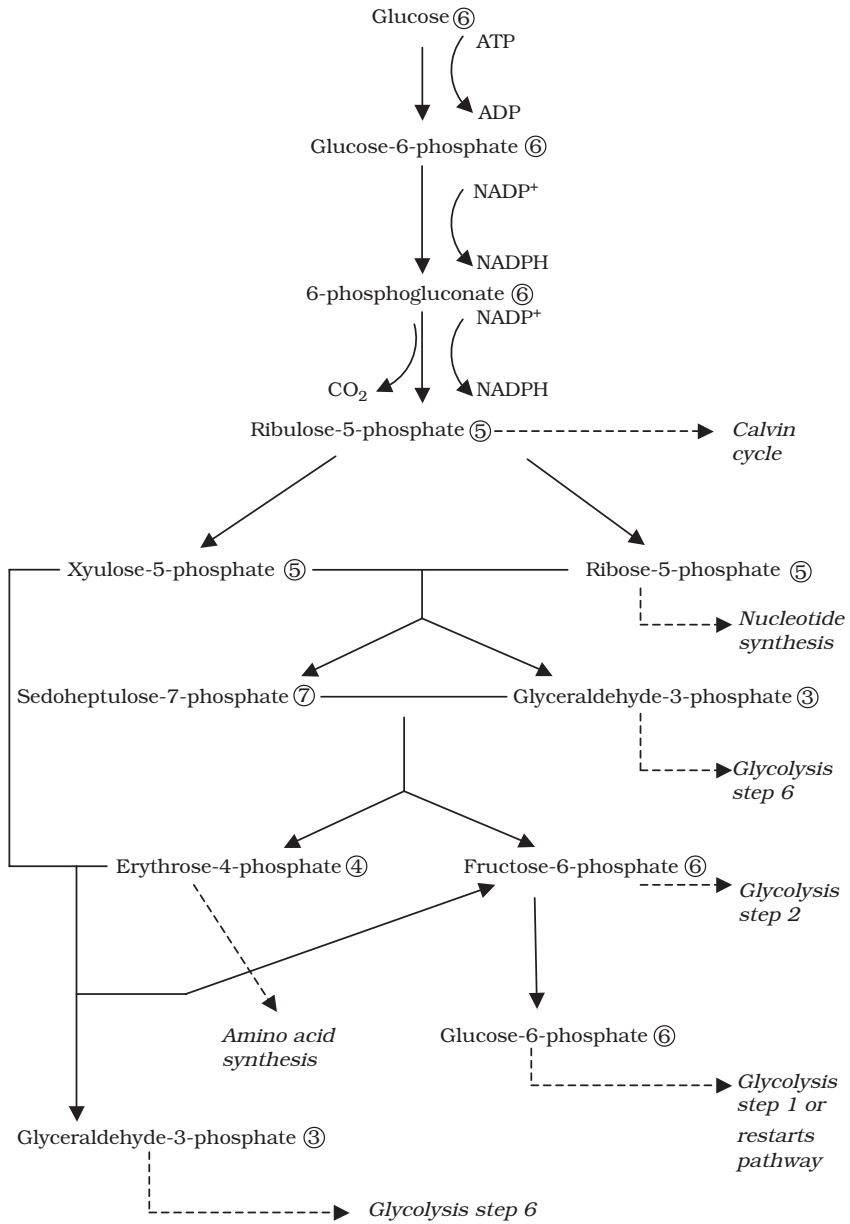 Glucose ⑥
ATP
ADP
Glucose-6-phosphate ⑥
NADP⁺
NADPH
6-phosphogluconate ⑥
NADP⁺
CO₂
NADPH
Ribulose-5-phosphate ⑤
Calvin
cycle
Xyulose-5-phosphate ⑤
Ribose-5-phosphate ⑤
Nucleotide
synthesis
Sedoheptulose-7-phosphate ⑦
Glyceraldehyde-3-phosphate ③
Glycolysis
step 6
Erythrose-4-phosphate ④
Fructose-6-phosphate ⑥
Glycolysis
step 2
Amino acid
synthesis
Glucose-6-phosphate ⑥
Glycolysis
step 1 or
restarts
pathway
Glyceraldehyde-3-phosphate ③
Glycolysis step 6